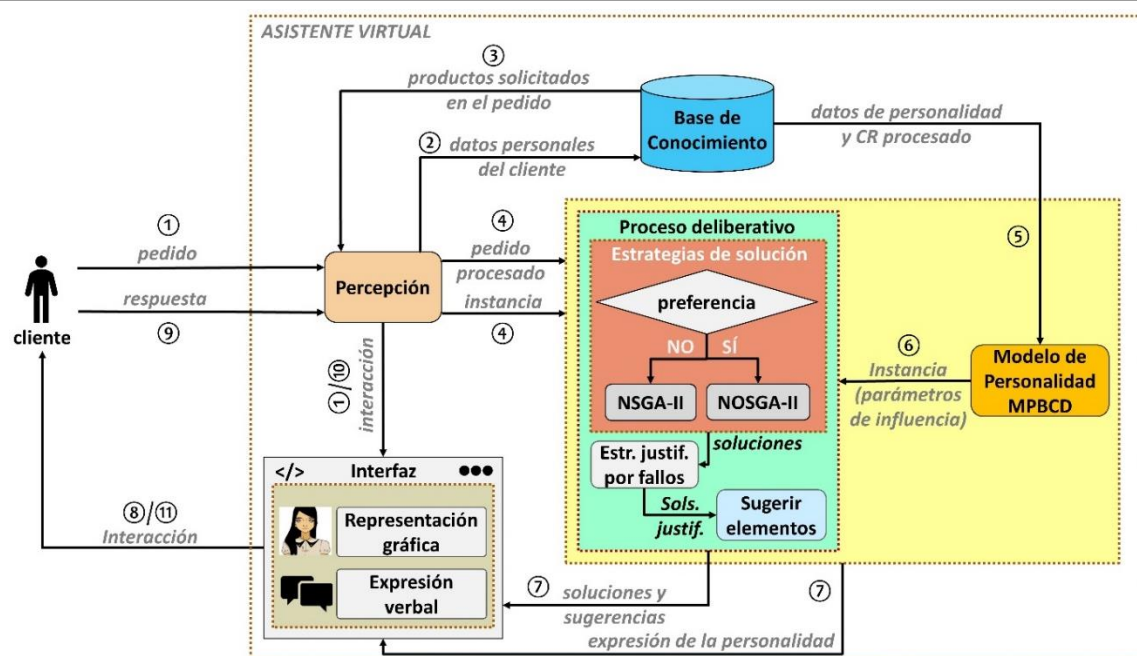 ASISTENTE VIRTUAL
③
productos solicitados
en el pedido
Base de
Conocimiento
datos de personalidad
y CR procesado
② datos personales
del cliente
①
pedido
④
pedido
procesado
Percepción
respuesta
⑨
instancia
④
cliente
Proceso deliberativo
Estrategias de solución
preferencia
NO
SÍ
NSGA-II
NOSGA-II
soluciones
Estr. justif.
por fallos
Sols.
justif.
Sugerir
elementos
⑤
⑥
Instancia
(parámetros
de influencia)
Modelo de
Personalidad
MPBCD
①/⑩
interacción
</> Interfaz
Representación
gráfica
Expresión
verbal
⑧/⑪
Interacción
⑦ soluciones y
sugerencias
⑦
expresión de la personalidad